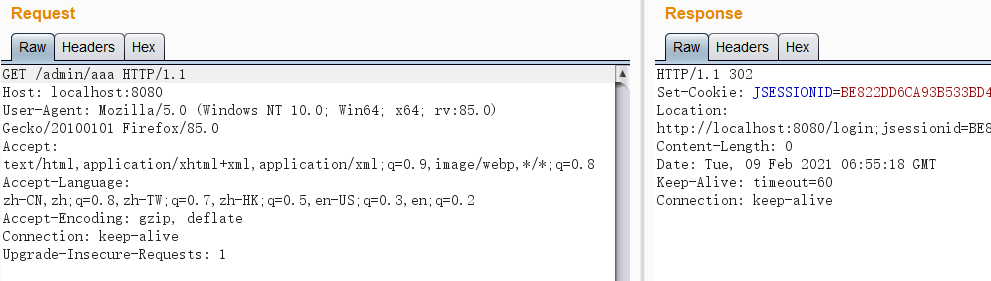 Request
Raw Headers Hex
GET /admin/aaa HTTP/1.1
Host: localhost:8080
User-Agent: Mozilla/5.0 (Windows NT 10.0; Win64; x64; rv:85.0)
Gecko/20100101 Firefox/85.0
Accept:
text/html,application/xhtml+xml,application/xml;q=0.9,image/webp,*/*;q=0.8
Accept-Language:
zh-CN,zh;q=0.8,zh-TW;q=0.7,zh-HK;q=0.5,en-US;q=0.3,en;q=0.2
Accept-Encoding: gzip, deflate
Connection: keep-alive
Upgrade-Insecure-Requests: 1
Response
Raw Headers Hex
HTTP/1.1 302
Set-Cookie: JSESSIONID=BE822DD6CA93B533BD4
Location:
http://localhost:8080/login;jsessionid=BE8
Content-Length: 0
Date: Tue, 09 Feb 2021 06:55:18 GMT
Keep-Alive: timeout=60
Connection: keep-alive